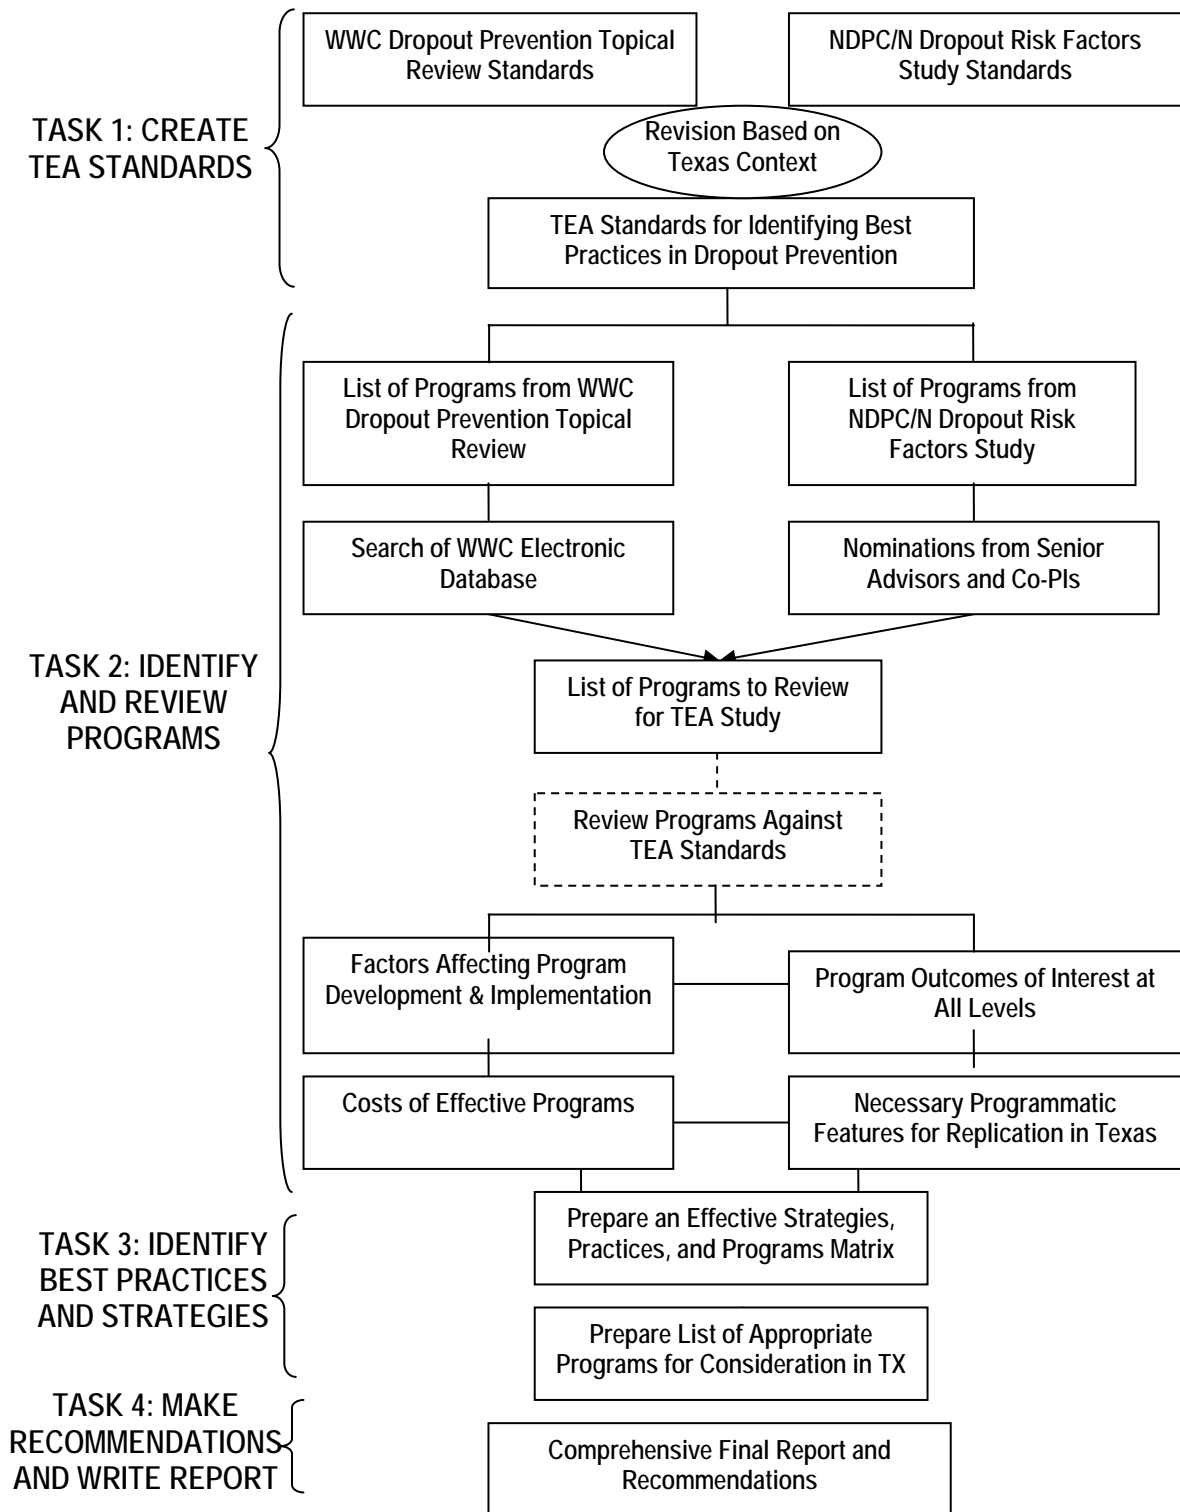 WWC Dropout Prevention Topical
Review Standards
NDPC/N Dropout Risk Factors
Study Standards
TASK 1: CREATE
TEA STANDARDS
Revision Based on
Texas Context
TEA Standards for Identifying Best
Practices in Dropout Prevention
List of Programs from WWC
Dropout Prevention Topical
Review
List of Programs from
NDPC/N Dropout Risk
Factors Study
Search of WWC Electronic
Database
Nominations from Senior
Advisors and Co-PIs
TASK 2: IDENTIFY
AND REVIEW
PROGRAMS
List of Programs to Review
for TEA Study
Review Programs Against
TEA Standards
Factors Affecting Program
Development & Implementation
Program Outcomes of Interest at
All Levels
Costs of Effective Programs
Necessary Programmatic
Features for Replication in Texas
TASK 3: IDENTIFY
BEST PRACTICES
AND STRATEGIES
Prepare an Effective Strategies,
Practices, and Programs Matrix
Prepare List of Appropriate
Programs for Consideration in TX
TASK 4: MAKE
RECOMMENDATIONS
AND WRITE REPORT
Comprehensive Final Report and
Recommendations